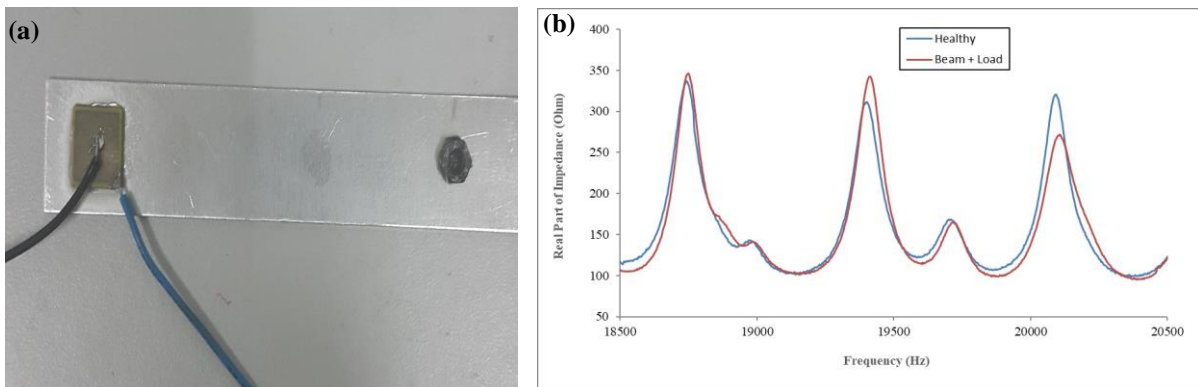 (a)
(b)
400
350
300
250
200
150
100
50
Real Part of Impedance (Ohm)
Healthy
Beam + Load
18500
19000
19500
20000
20500
Frequency (Hz)